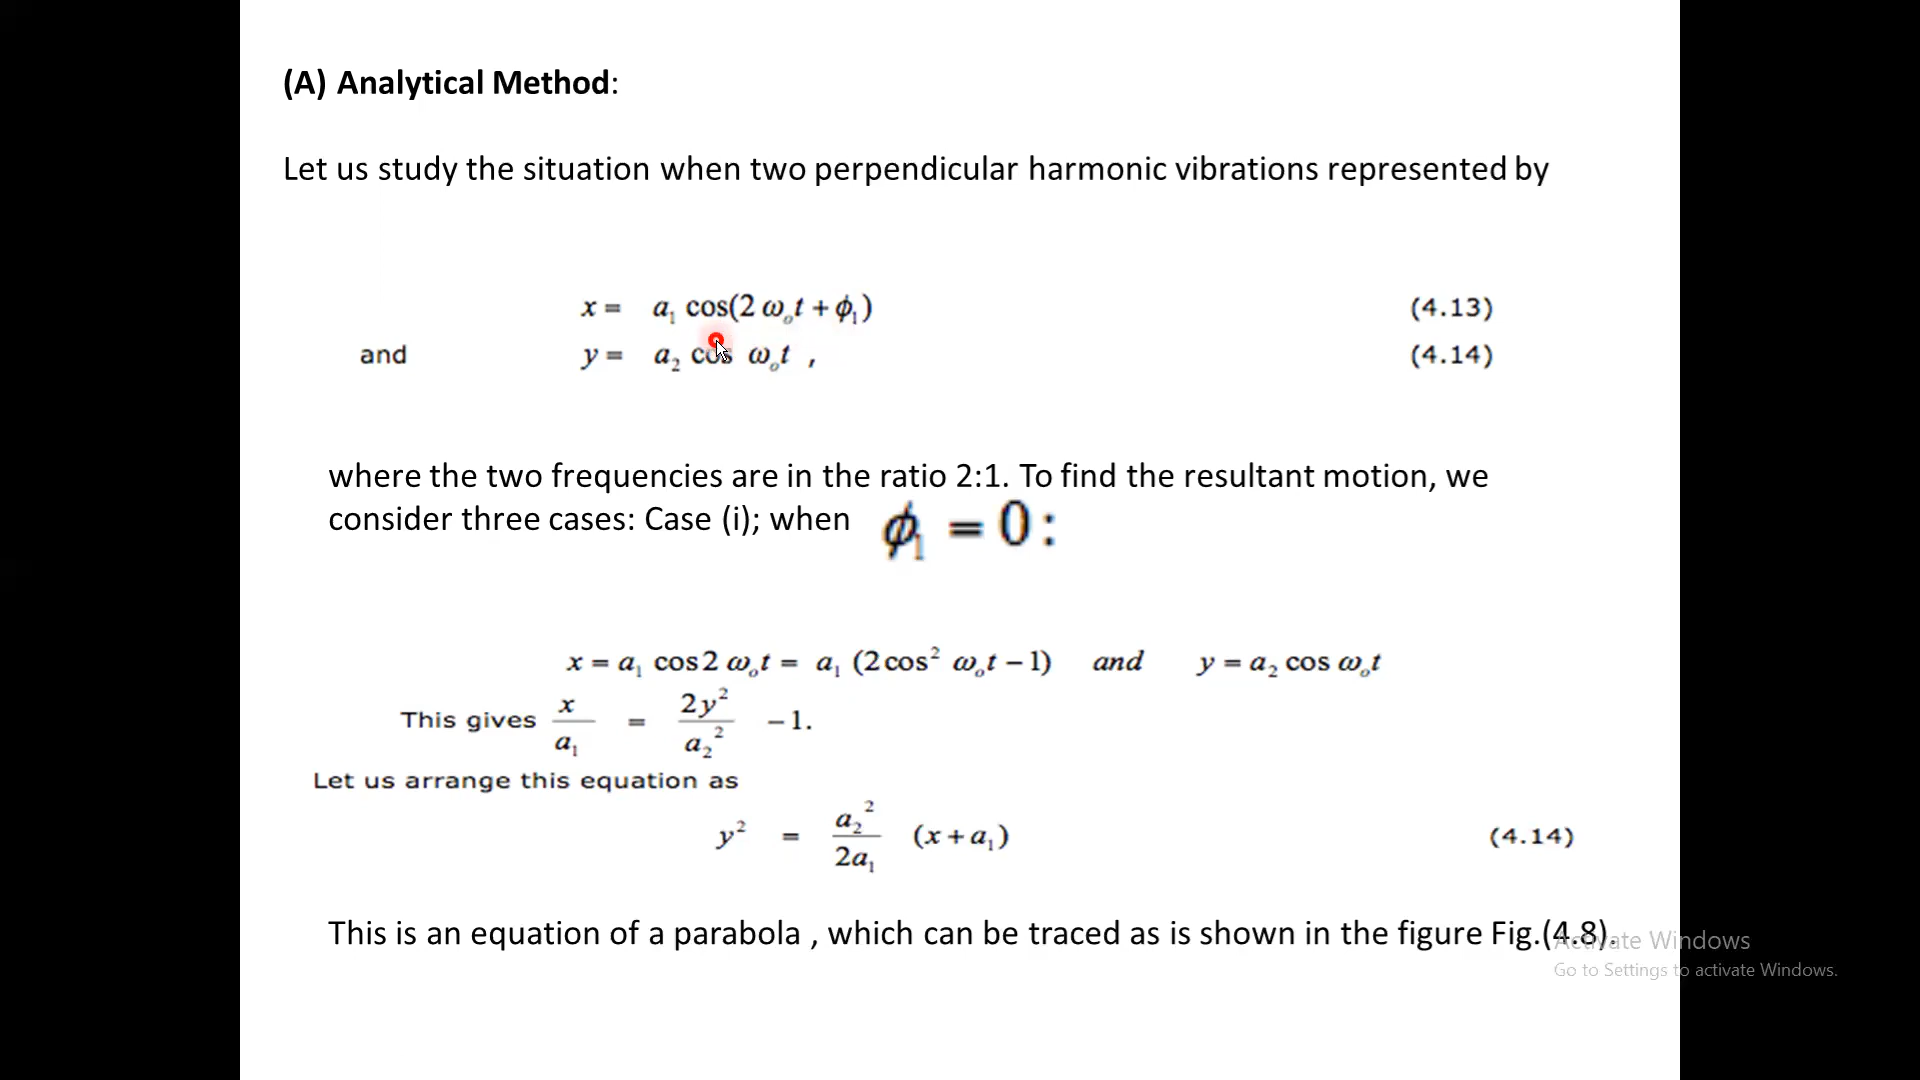 (A) Analytical Method:
Let us study the situation when two perpendicular harmonic vibrations represented by
x = a₁ cos(2 ωₒt + ϕ₁) (4.13)
and y = a₂ cos ωₒt , (4.14)
where the two frequencies are in the ratio 2:1. To find the resultant motion, we
consider three cases: Case (i); when ϕ₁ = 0:
x = a₁ cos2 ωₒt = a₁ (2cos² ωₒt − 1) and y = a₂ cos ωₒt
This gives x/a₁ = 2y²/a₂² − 1.
Let us arrange this equation as
y² = a₂²/2a₁ (x + a₁) (4.14)
This is an equation of a parabola , which can be traced as is shown in the figure Fig.(4.8).
Activate Windows
Go to Settings to activate Windows.